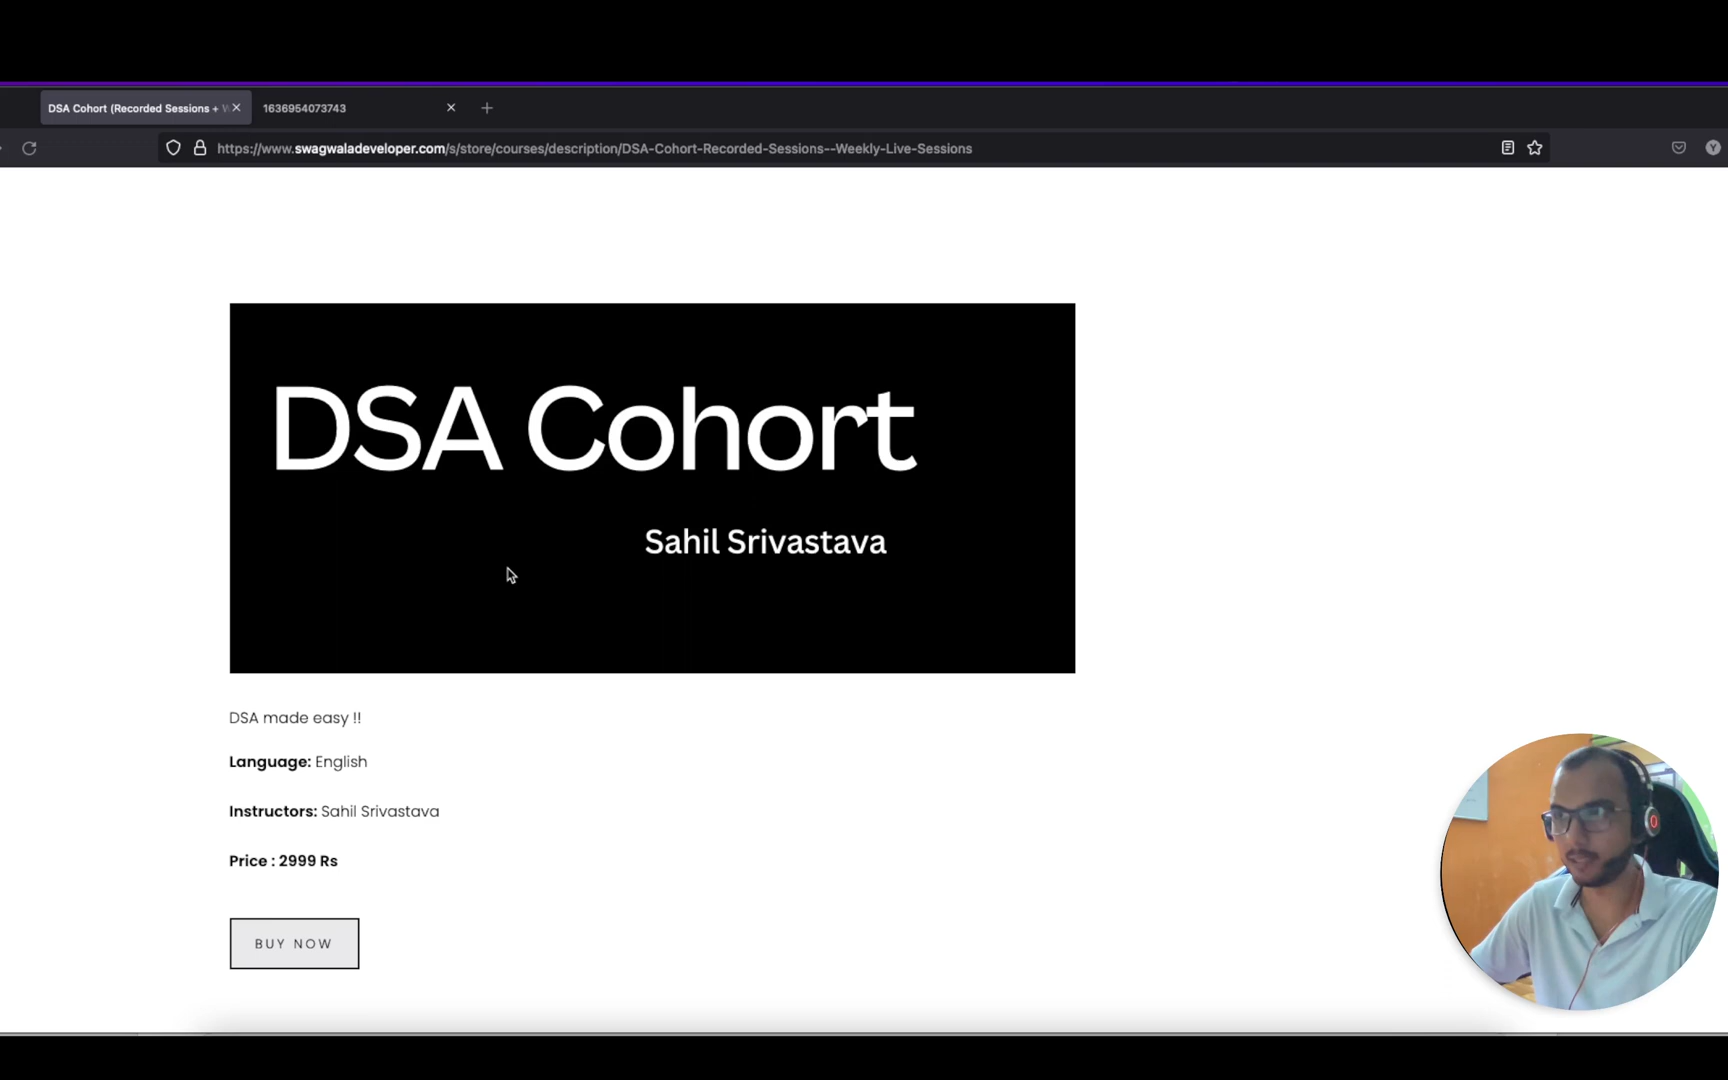 DSA Cohort (Recorded Sessions +
1636954073743
https://www.swagwaladeveloper.com/s/store/courses/description/DSA-Cohort-Recorded-Sessions--Weekly-Live-Sessions
Y
DSA Cohort
Sahil Srivastava
DSA made easy !!
Language: English
Instructors: Sahil Srivastava
Price : 2999 Rs
BUY NOW